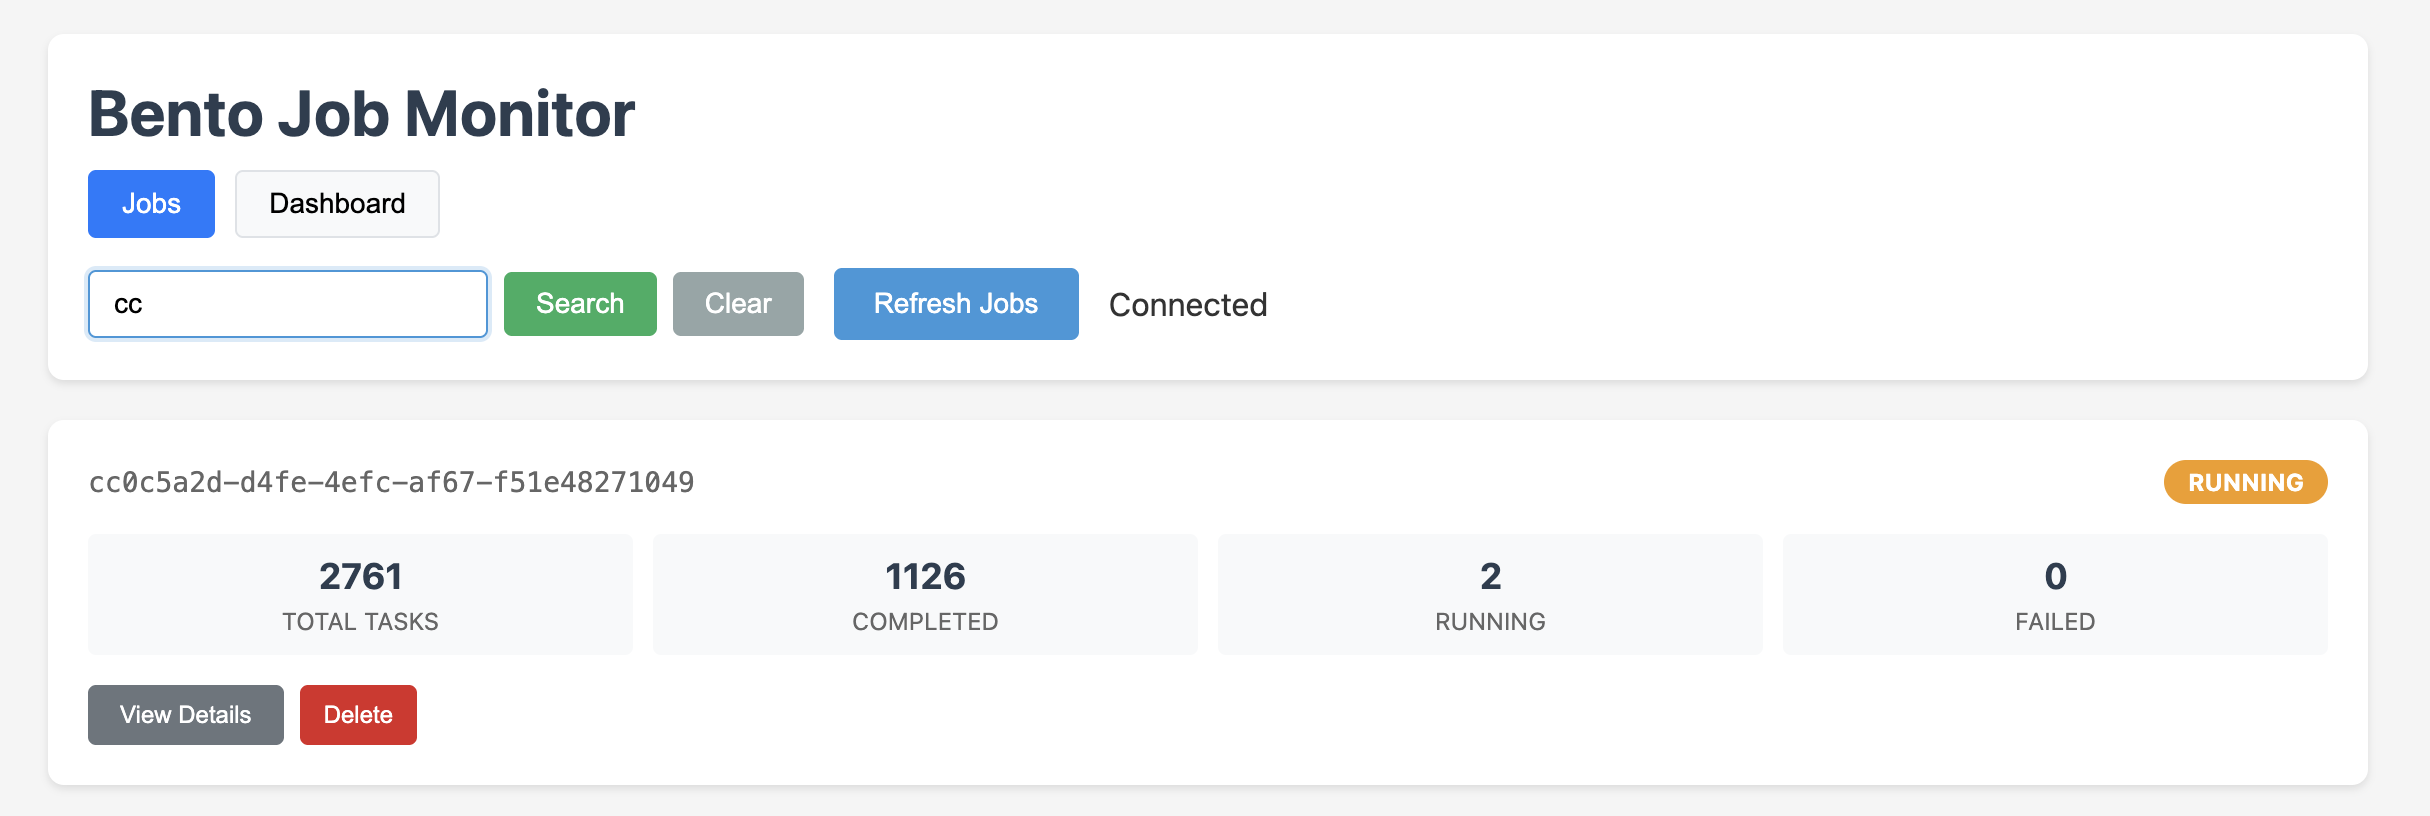 Bento Job Monitor
Jobs Dashboard
cc Search Clear Refresh Jobs Connected
cc0c5a2d-d4fe-4efc-af67-f51e48271049 RUNNING
2761 1126 2 0
TOTAL TASKS COMPLETED RUNNING FAILED
View Details Delete